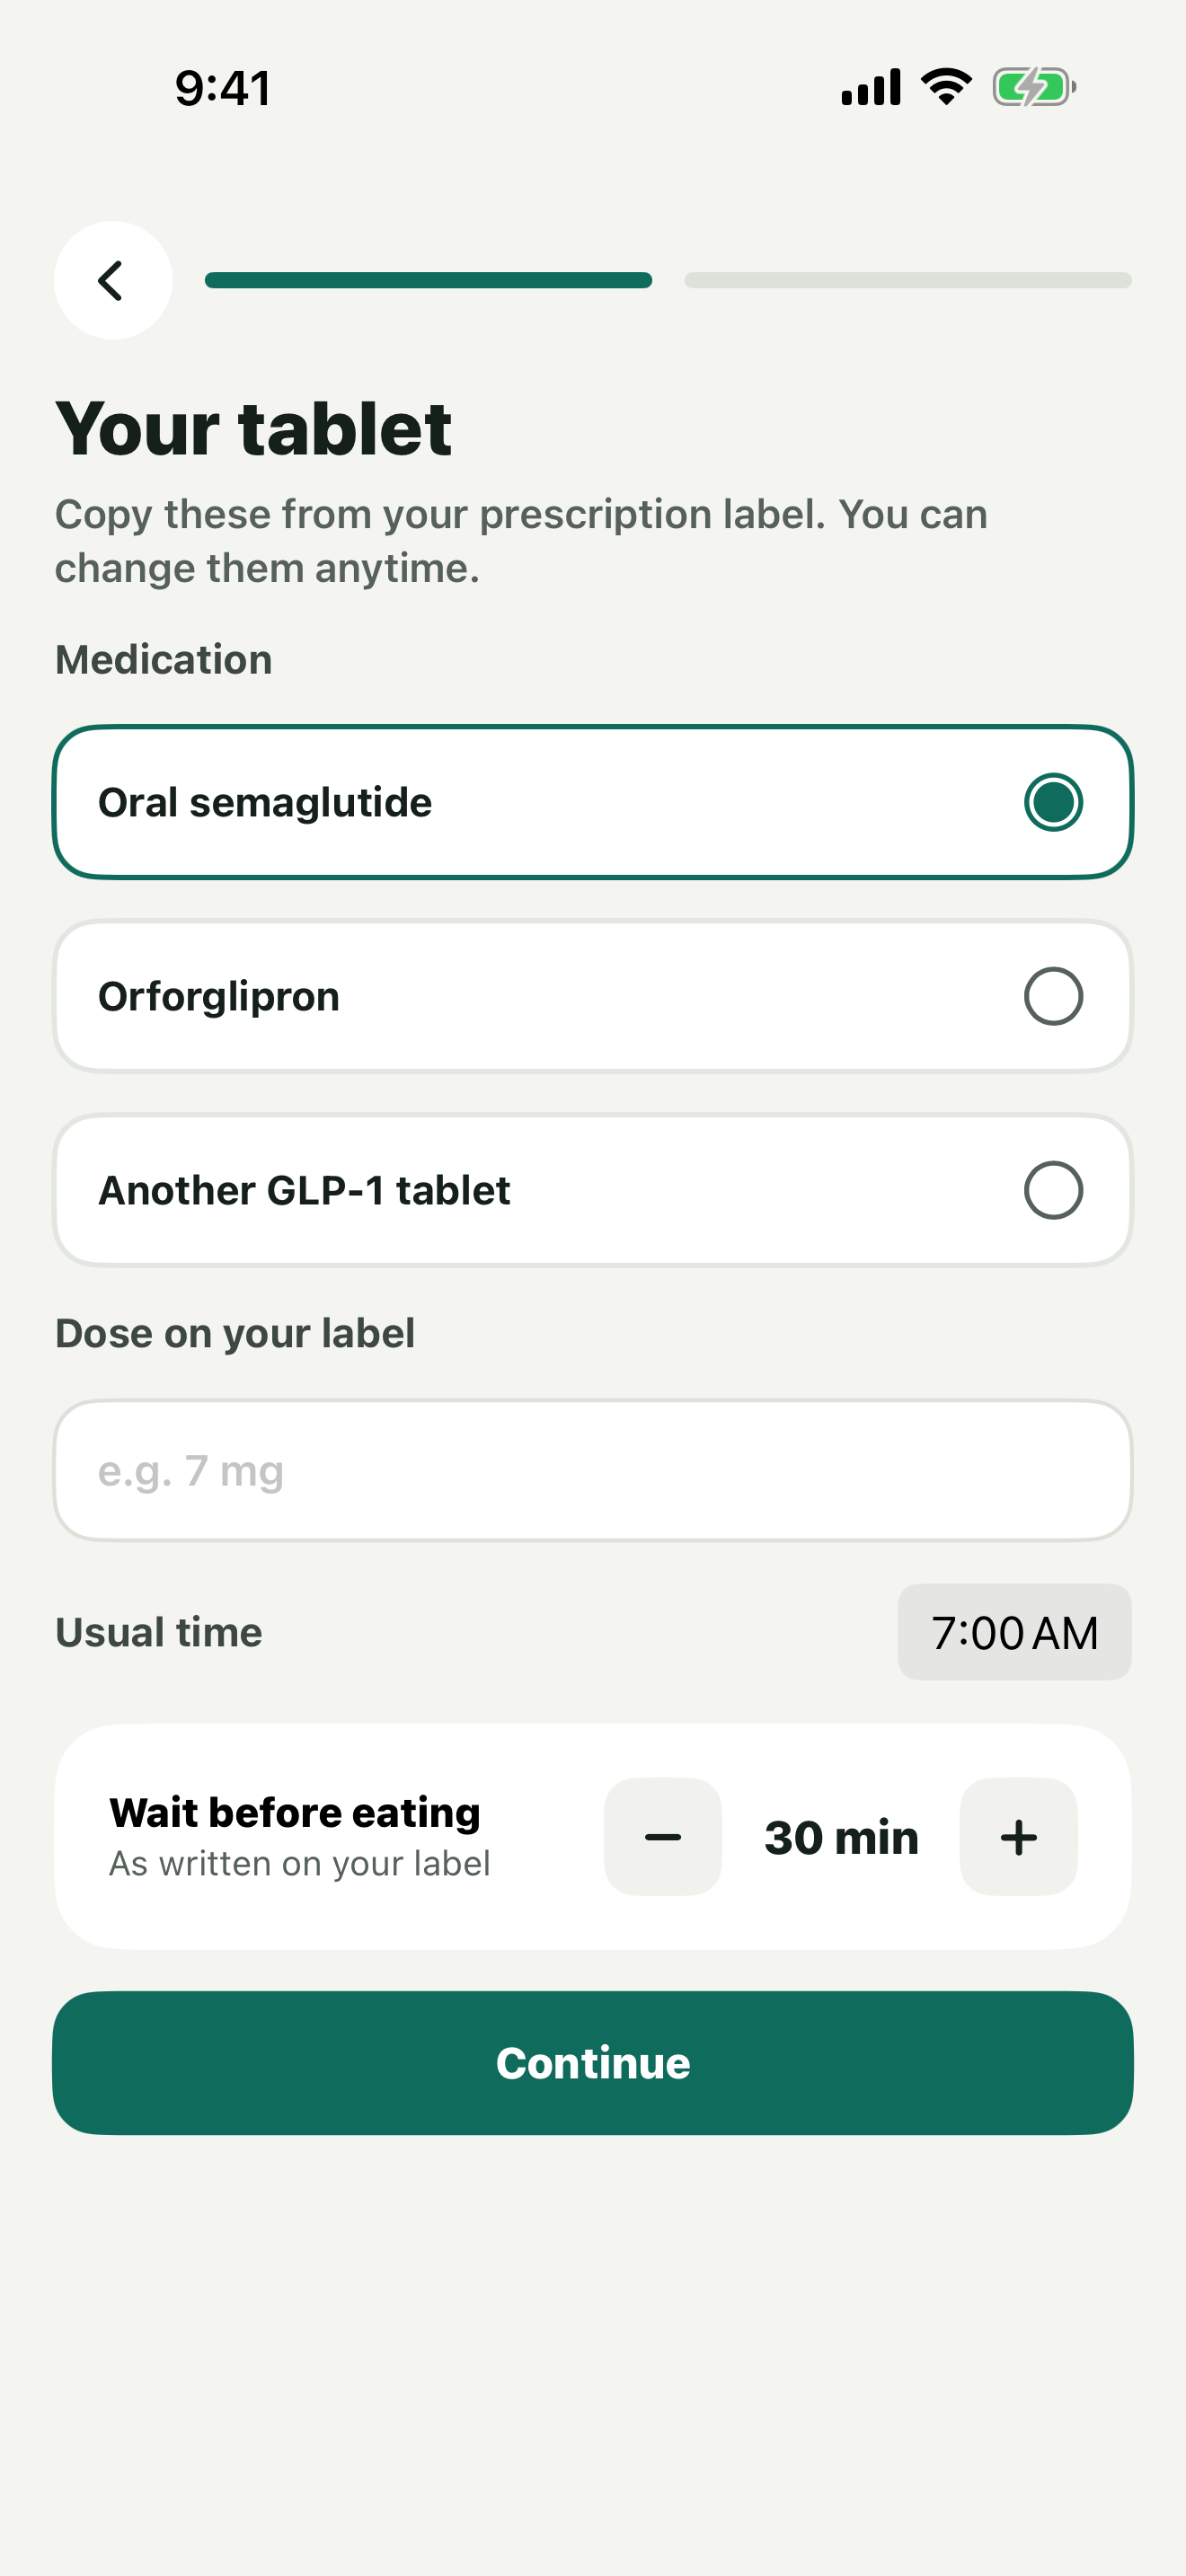 9:41
Your tablet
Copy these from your prescription label. You can
change them anytime.
Medication
Oral semaglutide
Orforglipron
Another GLP-1 tablet
Dose on your label
e.g. 7 mg
Usual time
7:00 AM
Wait before eating
As written on your label
30 min
Continue